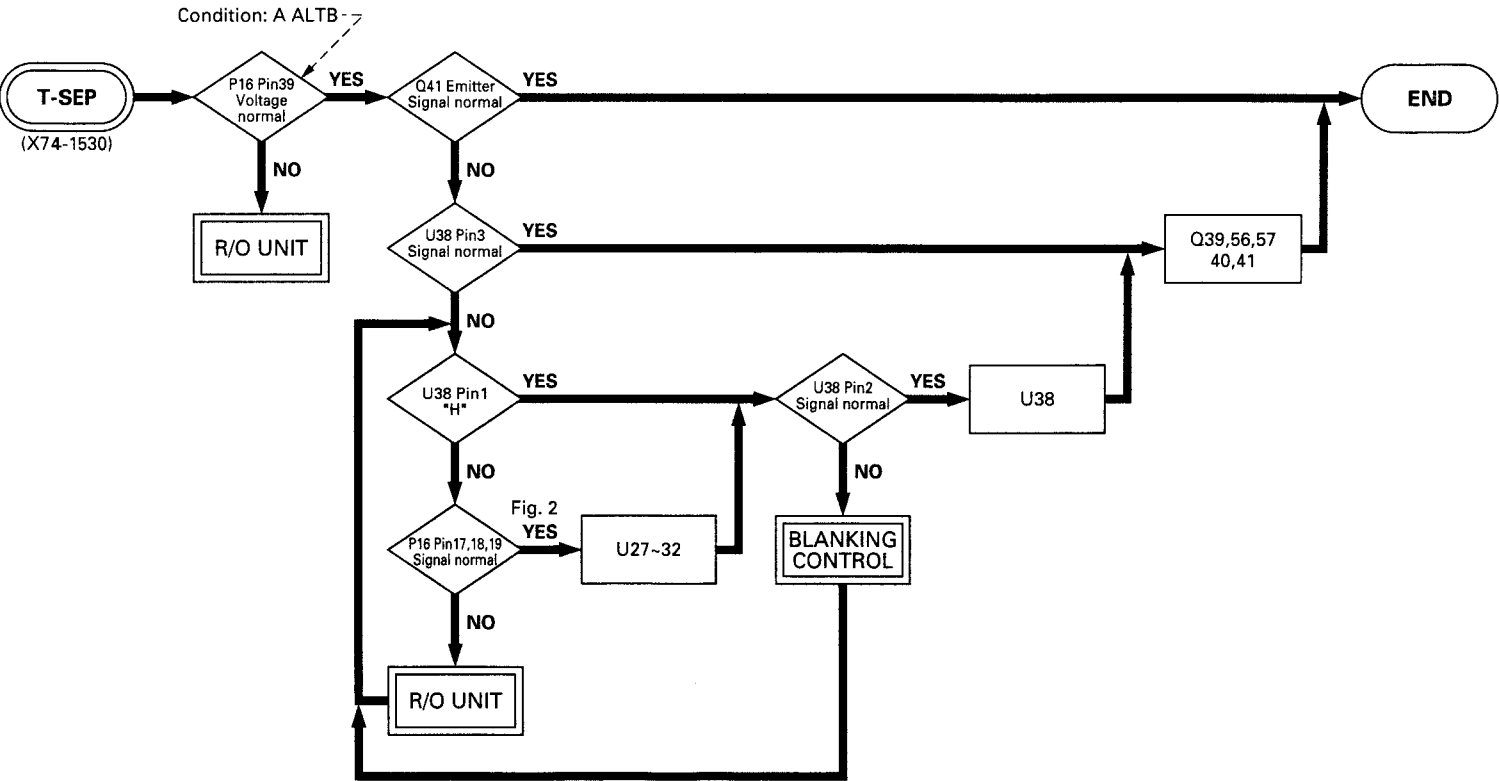 Condition: A ALTB
T-SEP
(X74-1530)
P16 Pin39
Voltage
normal
YES
NO
R/O UNIT
Q41 Emitter
Signal normal
YES
END
NO
U38 Pin3
Signal normal
YES
Q39,56,57
40,41
NO
U38 Pin1
"H"
YES
U38 Pin2
Signal normal
YES
U38
NO
NO
Fig. 2
P16 Pin17,18,19
Signal normal
YES
U27~32
BLANKING
CONTROL
NO
R/O UNIT